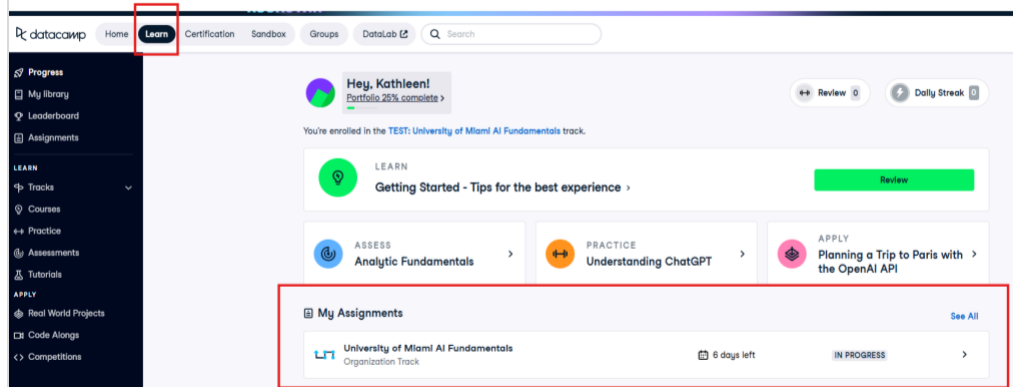 datacamp Home Learn Certification Sandbox Groups DataLab Search
Progress
My library
Leaderboard
Assignments
LEARN
Tracks
Courses
Practice
Assessments
Tutorials
APPLY
Real World Projects
Code Alongs
Competitions
Hey, Kathleen!
Portfolio 25% complete >
Review 0
Daily Streak 0
You're enrolled in the TEST: University of Miami AI Fundamentals track.
LEARN
Getting Started - Tips for the best experience >
Review
ASSESS
Analytic Fundamentals
PRACTICE
Understanding ChatGPT
APPLY
Planning a Trip to Paris with
the OpenAI API
My Assignments
See All
University of Miami AI Fundamentals
Organization Track
6 days left
IN PROGRESS